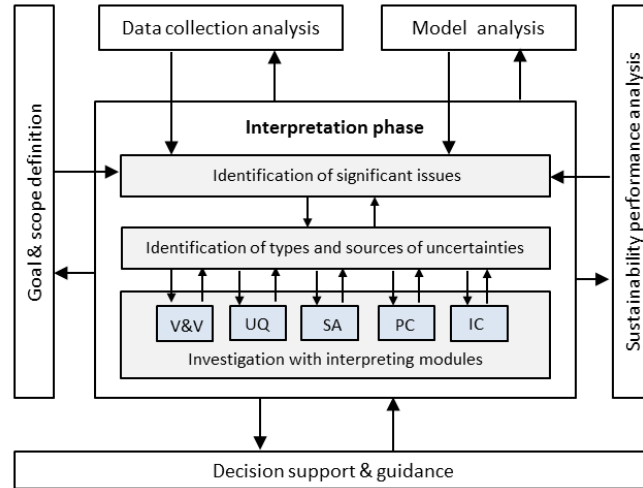 Data collection analysis
Model analysis
Goal & scope definition
Sustainability performance analysis
Interpretation phase
Identification of significant issues
Identification of types and sources of uncertainties
V&V
UQ
SA
PC
IC
Investigation with interpreting modules
Decision support & guidance